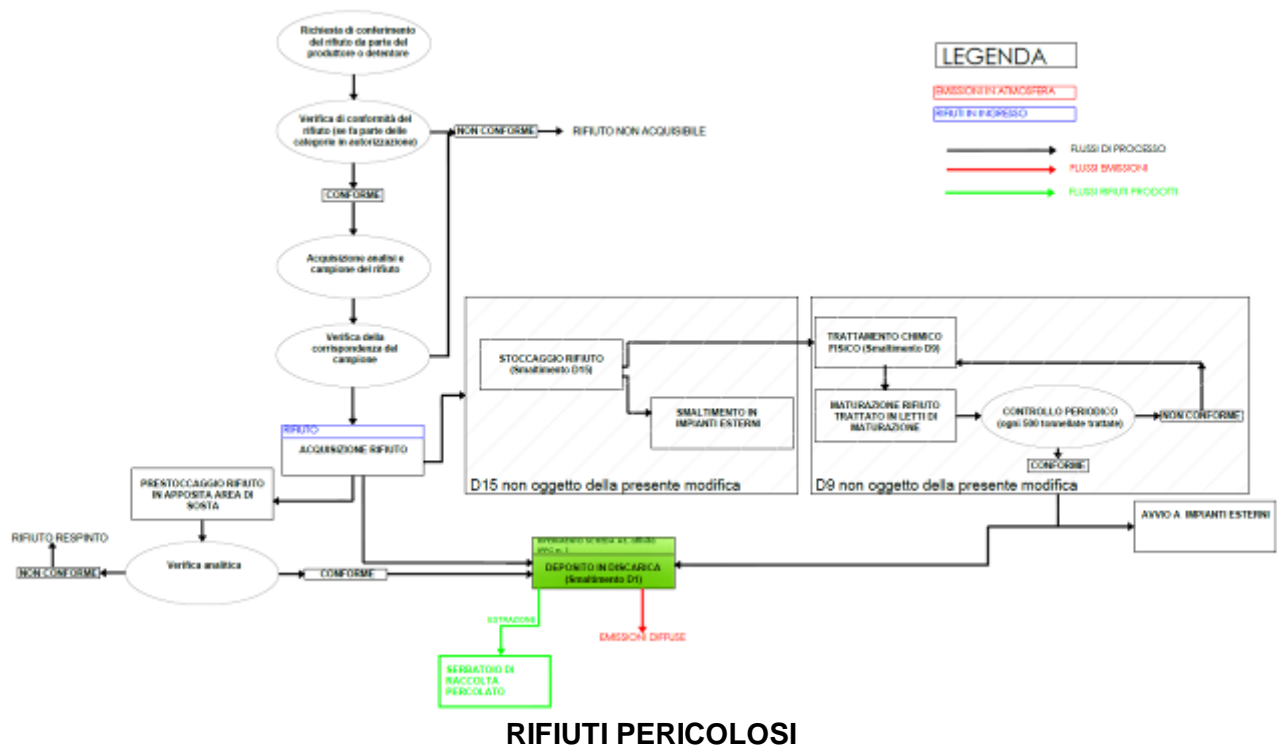 Richiesta di conferimento
del rifiuto da parte del
produttore o detentore
LEGENDA
EMISSIONI IN ATMOSFERA
RIFIUTI IN INGRESSO
FLUSSI DI PROCESSO
FLUSSI EMISSIONI
FLUSSI RIFIUTI PRODOTTI
Verifica di conformità del
rifiuto (se fa parte delle
categorie in autorizzazione)
NON CONFORME
RIFIUTO NON ACQUISIBILE
CONFORME
Acquisizione analisi e
campione del rifiuto
Verifica della
corrispondenza del
campione
STOCCAGGIO RIFIUTO
(Smaltimento D15)
SMALTIMENTO IN
IMPIANTI ESTERNI
D15 non oggetto della presente modifica
TRATTAMENTO CHIMICO
FISICO (Smaltimento D9)
MATURAZIONE RIFIUTO
TRATTATO IN LETTI DI
MATURAZIONE
CONTROLLO PERIODICO
(ogni 500 tonnellate trattate)
NON CONFORME
CONFORME
D9 non oggetto della presente modifica
RIFIUTO
ACQUISIZIONE RIFIUTO
PRESTOCCAGGIO RIFIUTO
IN APPOSITA AREA DI
SOSTA
AVVIO A IMPIANTI ESTERNI
RIFIUTO RESPINTO
NON CONFORME
Verifica analitica
CONFORME
DEPOSITO IN DISCARICA
(Smaltimento D1)
ESTRAZIONE
EMISSIONI DIFFUSE
SERBATOIO DI
RACCOLTA
PERCOLATO
RIFIUTI PERICOLOSI